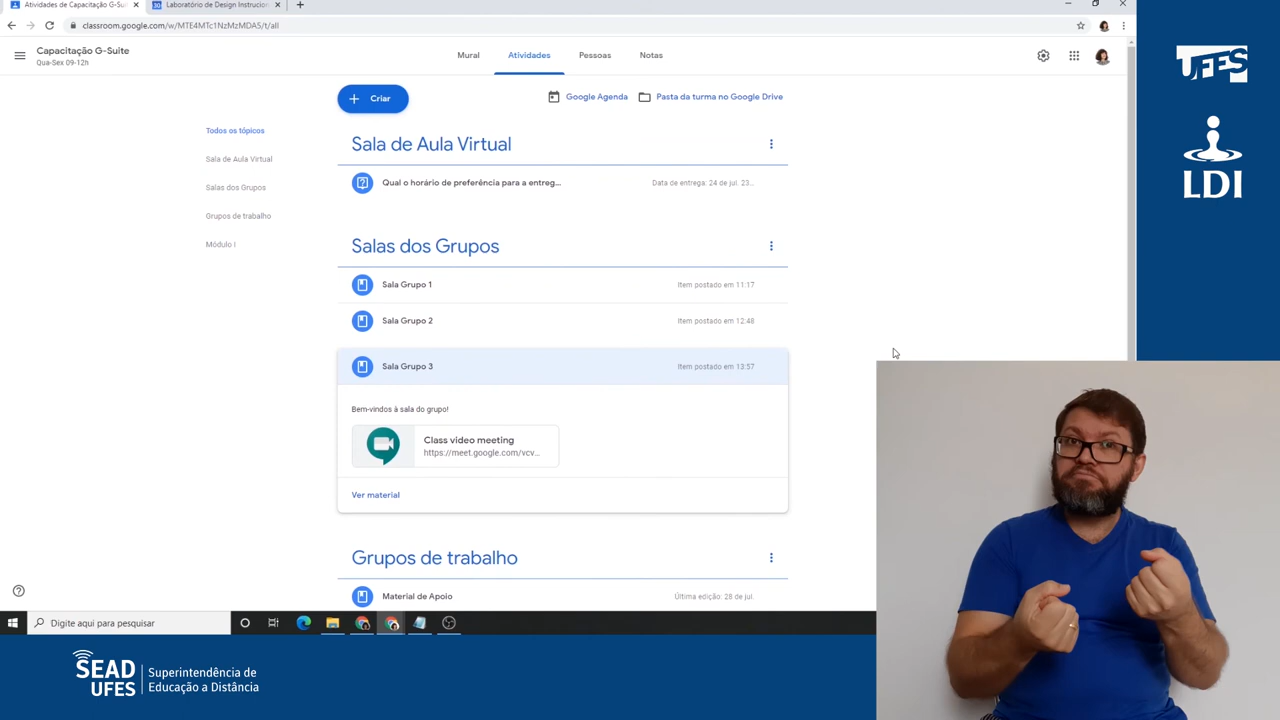 Atividades de Capacitação G-Suite
Laboratório de Design Instrucion
classroom.google.com/w/MTE4MTc1NzMzMDA5/t/all
Capacitação G-Suite
Qua-Sex 09-12h
Mural
Atividades
Pessoas
Notas
Criar
Google Agenda
Pasta da turma no Google Drive
Todos os tópicos
Sala de Aula Virtual
Salas dos Grupos
Grupos de trabalho
Módulo I
Sala de Aula Virtual
Qual o horário de preferência para a entreg...
Data de entrega: 24 de jul. 23...
Salas dos Grupos
Sala Grupo 1
Item postado em 11:17
Sala Grupo 2
Item postado em 12:48
Sala Grupo 3
Item postado em 13:57
Bem-vindos à sala do grupo!
Class video meeting
https://meet.google.com/vcv...
Ver material
Grupos de trabalho
Material de Apoio
Última edição: 28 de jul.
Digite aqui para pesquisar
SEAD
UFES
Superintendência de
Educação a Distância
UFES
LDI